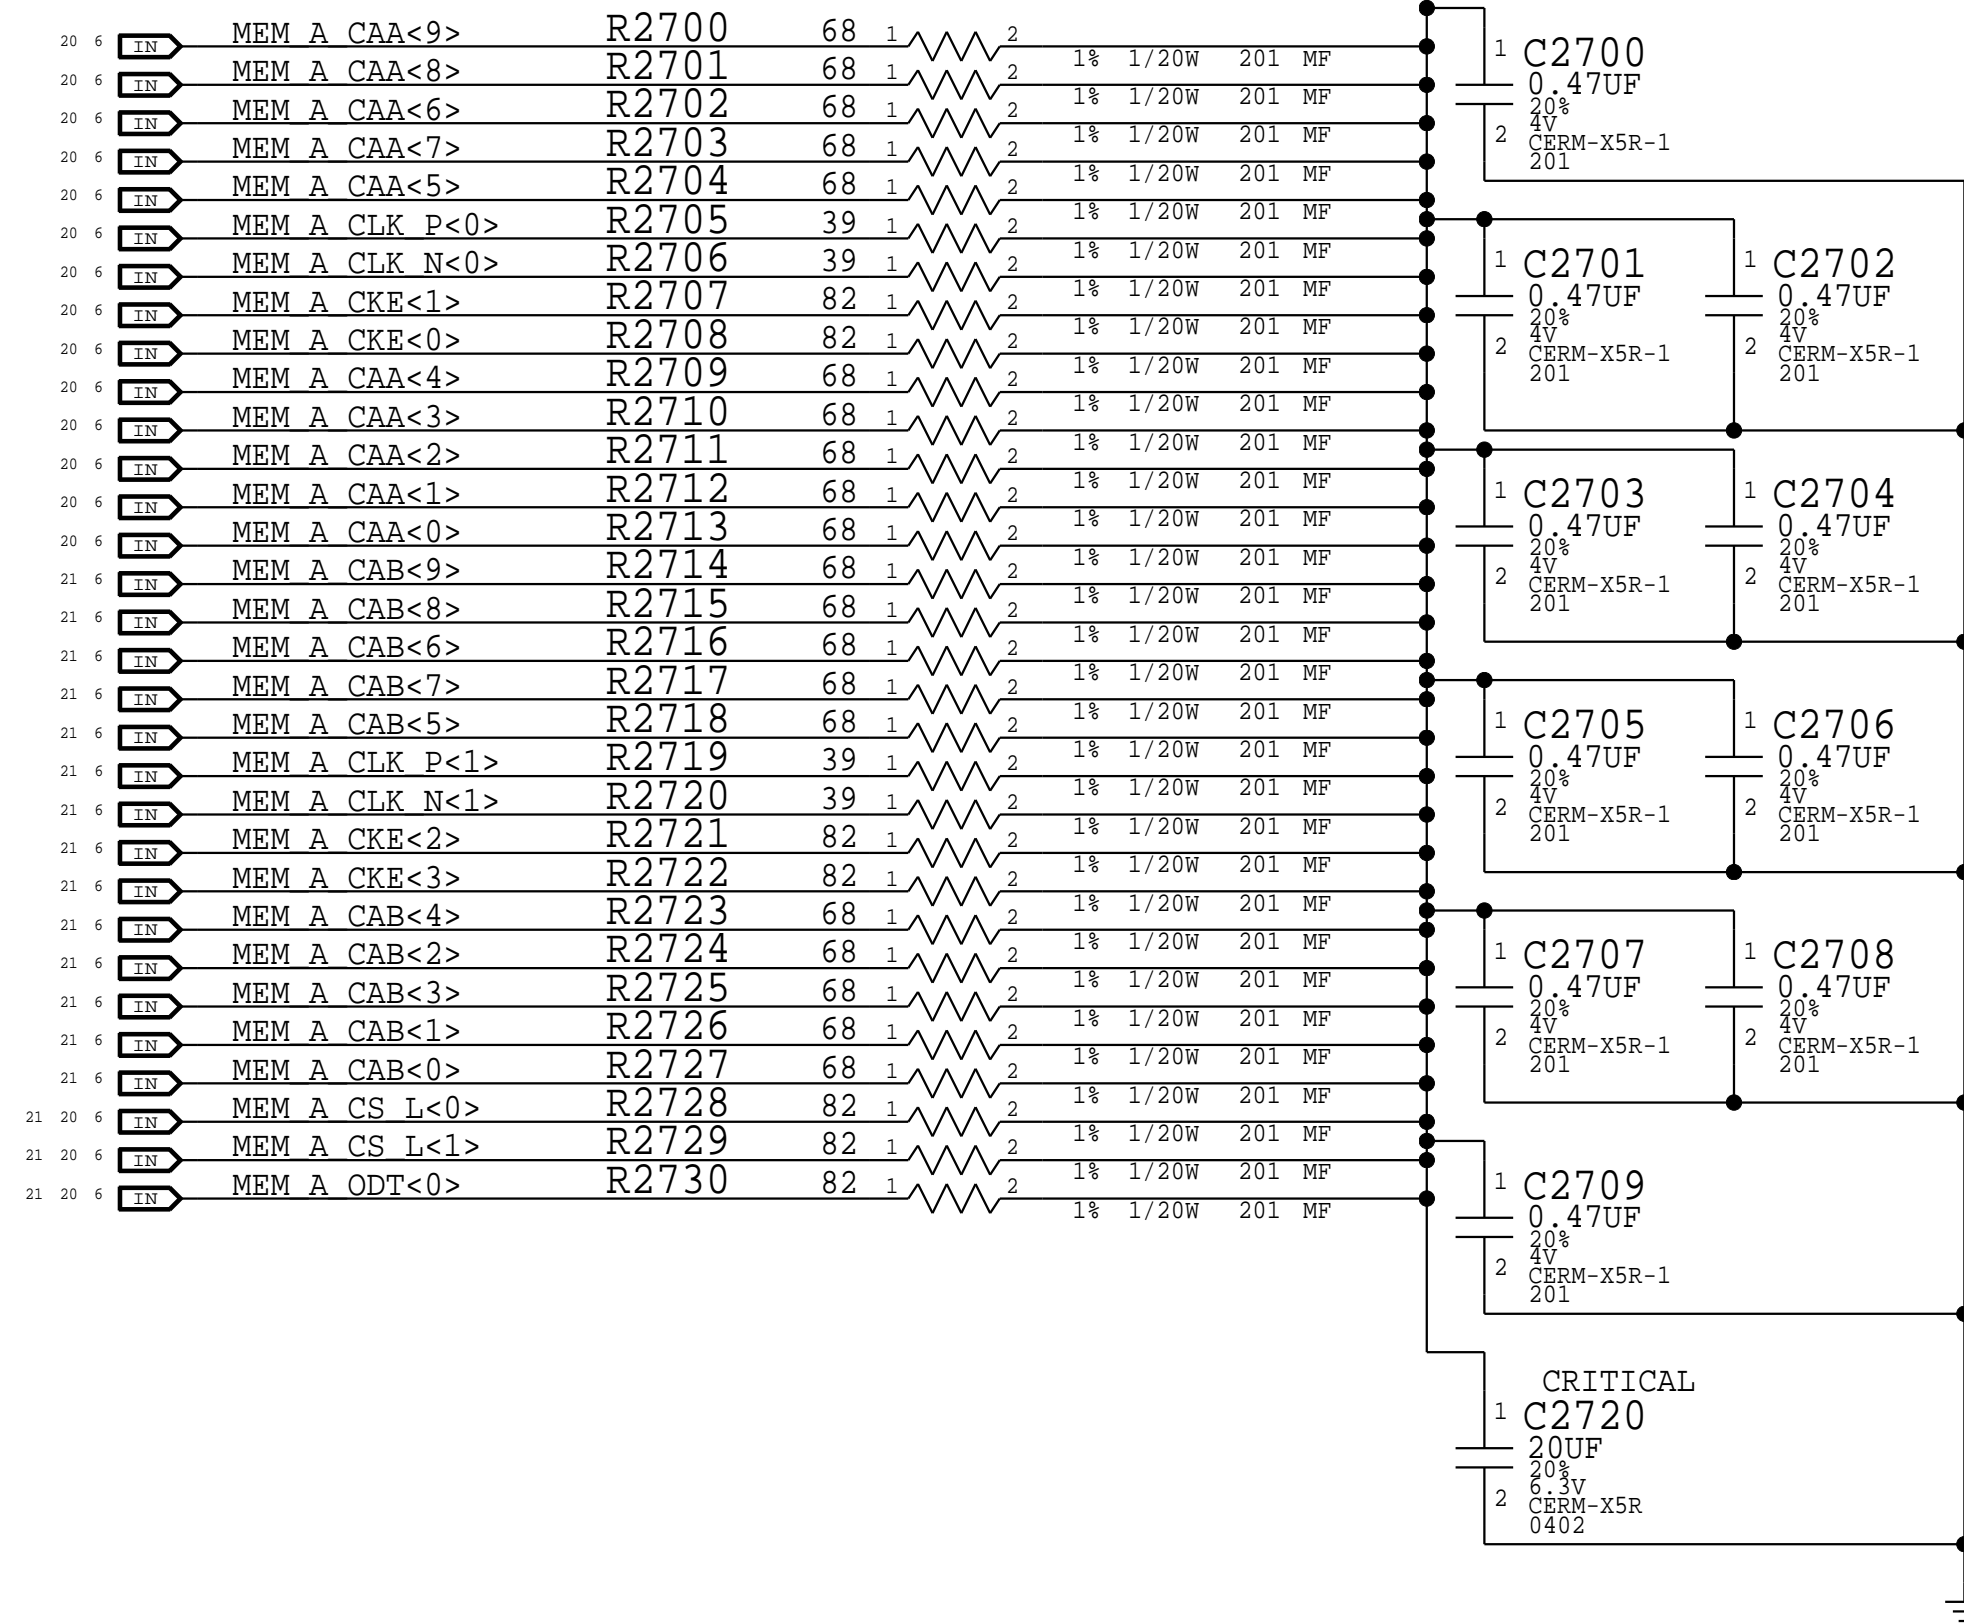 20 6 IN MEM_A_CAA<9> R2700 68 1 2 1% 1/20W 201 MF
20 6 IN MEM_A_CAA<8> R2701 68 1 2 1% 1/20W 201 MF
20 6 IN MEM_A_CAA<6> R2702 68 1 2 1% 1/20W 201 MF
20 6 IN MEM_A_CAA<7> R2703 68 1 2 1% 1/20W 201 MF
20 6 IN MEM_A_CAA<5> R2704 68 1 2 1% 1/20W 201 MF
20 6 IN MEM_A_CLK_P<0> R2705 39 1 2 1% 1/20W 201 MF
20 6 IN MEM_A_CLK_N<0> R2706 39 1 2 1% 1/20W 201 MF
20 6 IN MEM_A_CKE<1> R2707 82 1 2 1% 1/20W 201 MF
20 6 IN MEM_A_CKE<0> R2708 82 1 2 1% 1/20W 201 MF
20 6 IN MEM_A_CAA<4> R2709 68 1 2 1% 1/20W 201 MF
20 6 IN MEM_A_CAA<3> R2710 68 1 2 1% 1/20W 201 MF
20 6 IN MEM_A_CAA<2> R2711 68 1 2 1% 1/20W 201 MF
20 6 IN MEM_A_CAA<1> R2712 68 1 2 1% 1/20W 201 MF
20 6 IN MEM_A_CAA<0> R2713 68 1 2 1% 1/20W 201 MF
21 6 IN MEM_A_CAB<9> R2714 68 1 2 1% 1/20W 201 MF
21 6 IN MEM_A_CAB<8> R2715 68 1 2 1% 1/20W 201 MF
21 6 IN MEM_A_CAB<6> R2716 68 1 2 1% 1/20W 201 MF
21 6 IN MEM_A_CAB<7> R2717 68 1 2 1% 1/20W 201 MF
21 6 IN MEM_A_CAB<5> R2718 68 1 2 1% 1/20W 201 MF
21 6 IN MEM_A_CLK_P<1> R2719 39 1 2 1% 1/20W 201 MF
21 6 IN MEM_A_CLK_N<1> R2720 39 1 2 1% 1/20W 201 MF
21 6 IN MEM_A_CKE<2> R2721 82 1 2 1% 1/20W 201 MF
21 6 IN MEM_A_CKE<3> R2722 82 1 2 1% 1/20W 201 MF
21 6 IN MEM_A_CAB<4> R2723 68 1 2 1% 1/20W 201 MF
21 6 IN MEM_A_CAB<2> R2724 68 1 2 1% 1/20W 201 MF
21 6 IN MEM_A_CAB<3> R2725 68 1 2 1% 1/20W 201 MF
21 6 IN MEM_A_CAB<1> R2726 68 1 2 1% 1/20W 201 MF
21 6 IN MEM_A_CAB<0> R2727 68 1 2 1% 1/20W 201 MF
21 20 6 IN MEM_A_CS_L<0> R2728 82 1 2 1% 1/20W 201 MF
21 20 6 IN MEM_A_CS_L<1> R2729 82 1 2 1% 1/20W 201 MF
21 20 6 IN MEM_A_ODT<0> R2730 82 1 2 1% 1/20W 201 MF
1 C2700
0.47UF
20%
4V
2 CERM-X5R-1
201
1 C2701
0.47UF
20%
4V
2 CERM-X5R-1
201
1 C2702
0.47UF
20%
4V
2 CERM-X5R-1
201
1 C2703
0.47UF
20%
4V
2 CERM-X5R-1
201
1 C2704
0.47UF
20%
4V
2 CERM-X5R-1
201
1 C2705
0.47UF
20%
4V
2 CERM-X5R-1
201
1 C2706
0.47UF
20%
4V
2 CERM-X5R-1
201
1 C2707
0.47UF
20%
4V
2 CERM-X5R-1
201
1 C2708
0.47UF
20%
4V
2 CERM-X5R-1
201
1 C2709
0.47UF
20%
4V
2 CERM-X5R-1
201
CRITICAL
1 C2720
20UF
20%
6.3V
2 CERM-X5R
0402